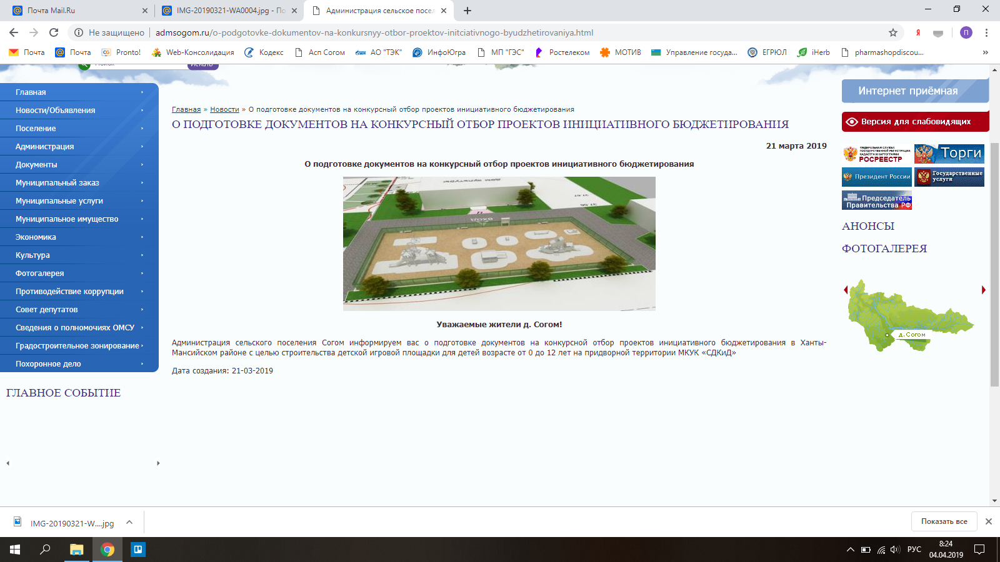 Почта Mail.Ru
IMG-20190321-WA0004.jpg - По
Администрация сельское посел
Не защищено
admsogom.ru/o-podgotovke-dokumentov-na-konkursnyy-otbor-proektov-initciativnogo-byudzhetirovaniya.html
Я
П
Почта
Почта
Pronto!
Web-Консолидация
Кодекс
Асп Согом
АО "ТЭК"
ИнфоЮгра
МП "ГЭС"
Ростелеком
МОТИВ
Управление госуда...
ЕГРЮЛ
iHerb
pharmashopdiscou...
»
Искать
Главная
Новости/Объявления
Поселение
Администрация
Документы
Муниципальный заказ
Муниципальные услуги
Муниципальное имущество
Экономика
Культура
Фотогалерея
Противодействие коррупции
Совет депутатов
Сведения о полномочиях ОМСУ
Градостроительное зонирование
Похоронное дело
ГЛАВНОЕ СОБЫТИЕ
Главная » Новости » О подготовке документов на конкурсный отбор проектов инициативного бюджетирования
О ПОДГОТОВКЕ ДОКУМЕНТОВ НА КОНКУРСНЫЙ ОТБОР ПРОЕКТОВ ИНИЦИАТИВНОГО БЮДЖЕТИРОВАНИЯ
21 марта 2019
О подготовке документов на конкурсный отбор проектов инициативного бюджетирования
Уважаемые жители д. Согом!
Администрация сельского поселения Согом информируем вас о подготовке документов на конкурсной отбор проектов инициативного бюджетирования в Ханты-
Мансийском районе с целью строительства детской игровой площадки для детей возрасте от 0 до 12 лет на придворной территории МКУК «СДКиД»
Дата создания: 21-03-2019
Интернет приёмная
Версия для слабовидящих
ФЕДЕРАЛЬНАЯ СЛУЖБА
ГОСУДАРСТВЕННОЙ РЕГИСТРАЦИИ,
КАДАСТРА И КАРТОГРАФИИ
РОСРЕЕСТР
Торги
Президент России
Государственные
услуги
Председатель
Правительства РФ
АНОНСЫ
ФОТОГАЛЕРЕЯ
д. Согом
IMG-20190321-W....jpg
Показать все
РУС
8:24
04.04.2019